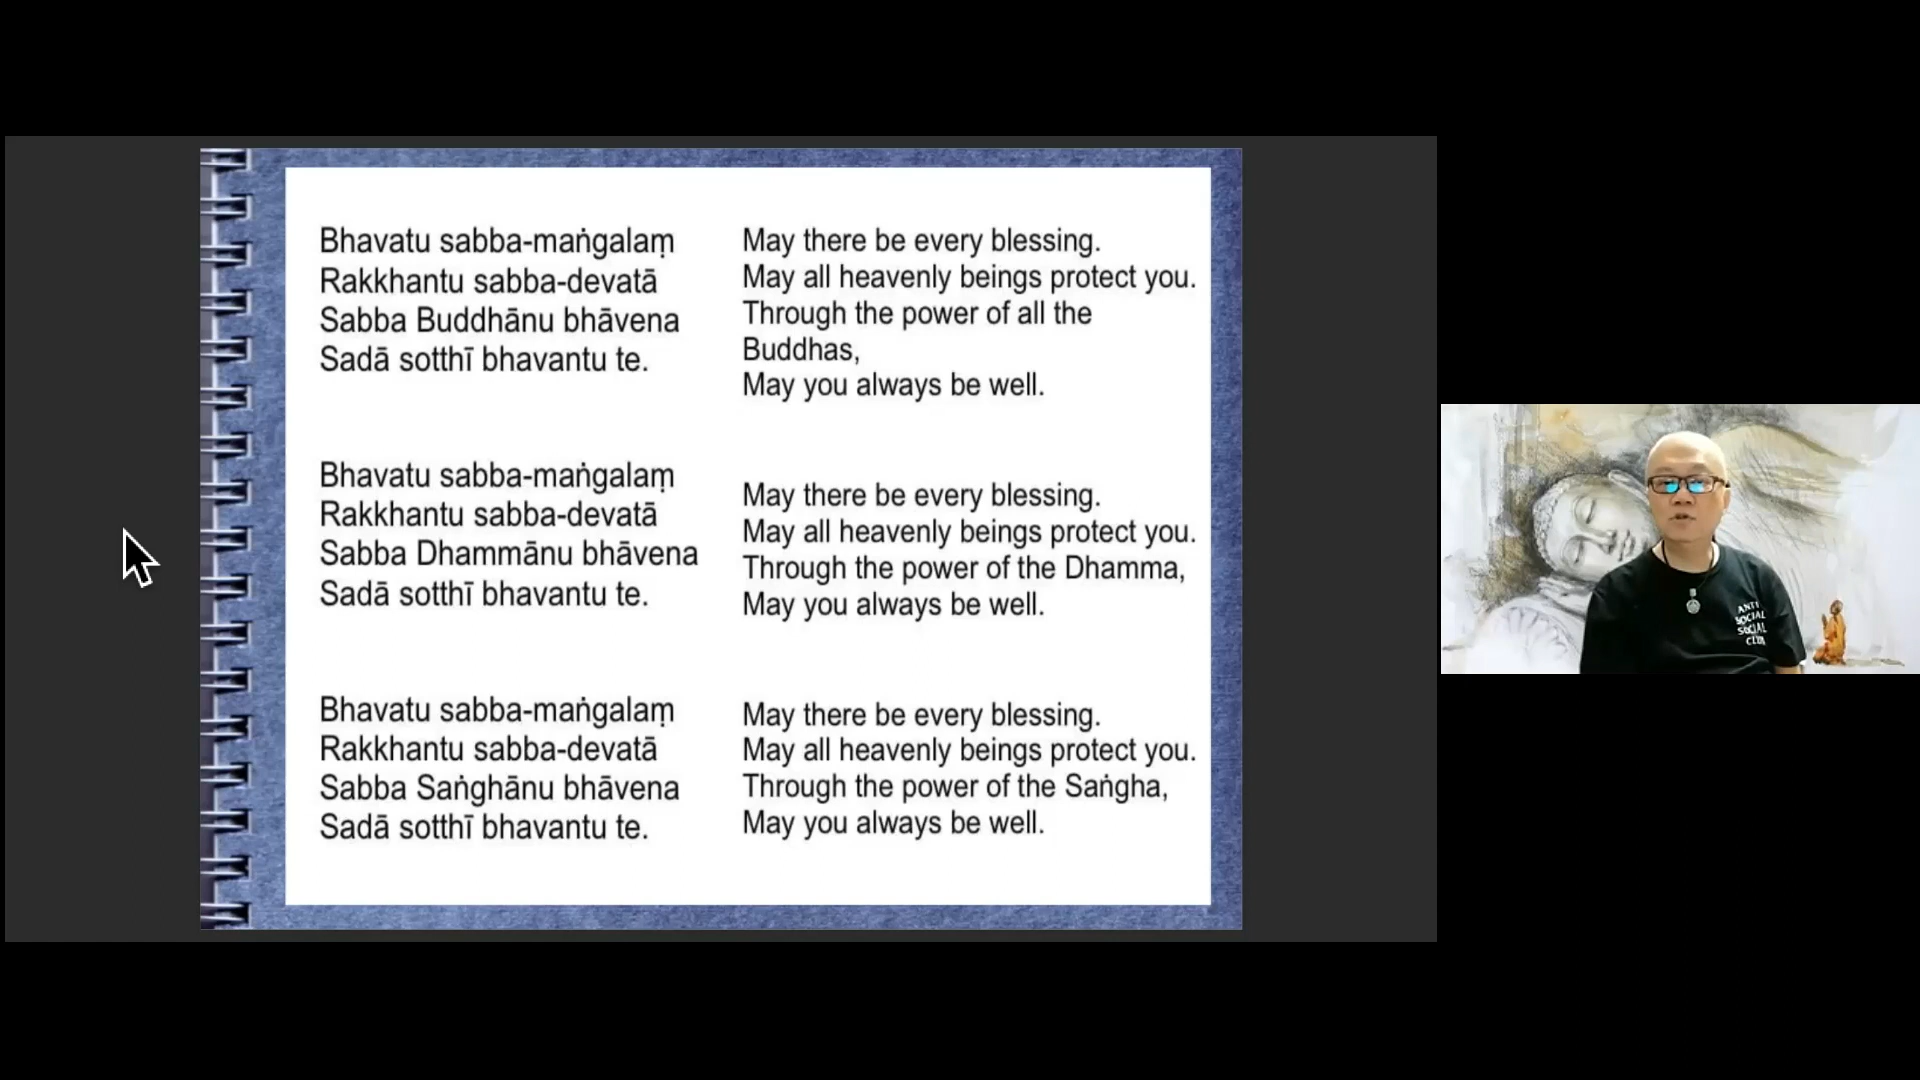 Bhavatu sabba-maṅgalaṃ
Rakkhantu sabba-devatā
Sabba Buddhānu bhāvena
Sadā sotthī bhavantu te.
May there be every blessing.
May all heavenly beings protect you.
Through the power of all the
Buddhas,
May you always be well.
Bhavatu sabba-maṅgalaṃ
Rakkhantu sabba-devatā
Sabba Dhammānu bhāvena
Sadā sotthī bhavantu te.
May there be every blessing.
May all heavenly beings protect you.
Through the power of the Dhamma,
May you always be well.
Bhavatu sabba-maṅgalaṃ
Rakkhantu sabba-devatā
Sabba Saṅghānu bhāvena
Sadā sotthī bhavantu te.
May there be every blessing.
May all heavenly beings protect you.
Through the power of the Saṅgha,
May you always be well.
ANTI
SOCIAL
SOCIAL
CLUB